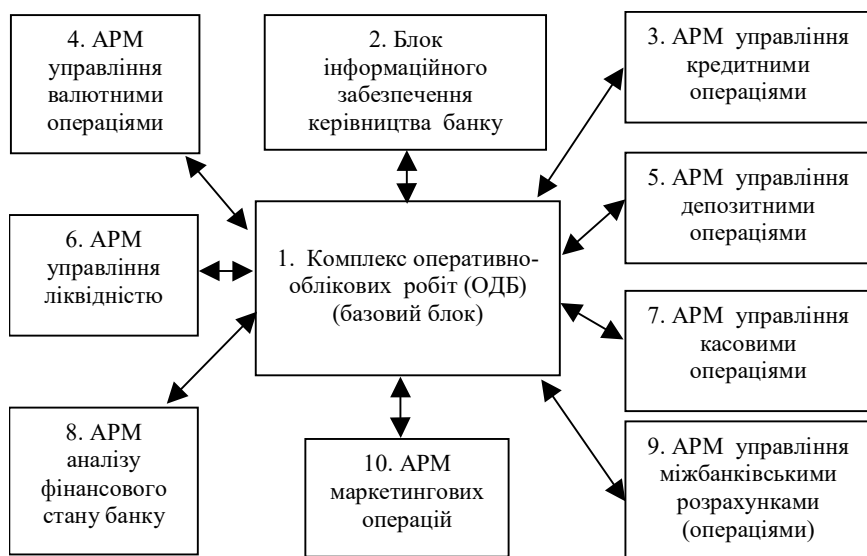 4. АРМ
управління
валютними
операціями
2. Блок
інформаційного
забезпечення
керівництва банку
3. АРМ управління
кредитними
операціями
5. АРМ управління
депозитними
операціями
6. АРМ
управління
ліквідністю
1. Комплекс оперативно-
облікових робіт (ОДБ)
(базовий блок)
7. АРМ управління
касовими
операціями
8. АРМ
аналізу
фінансового
стану банку
10. АРМ
маркетингових
операцій
9. АРМ управління
міжбанківськими
розрахунками
(операціями)